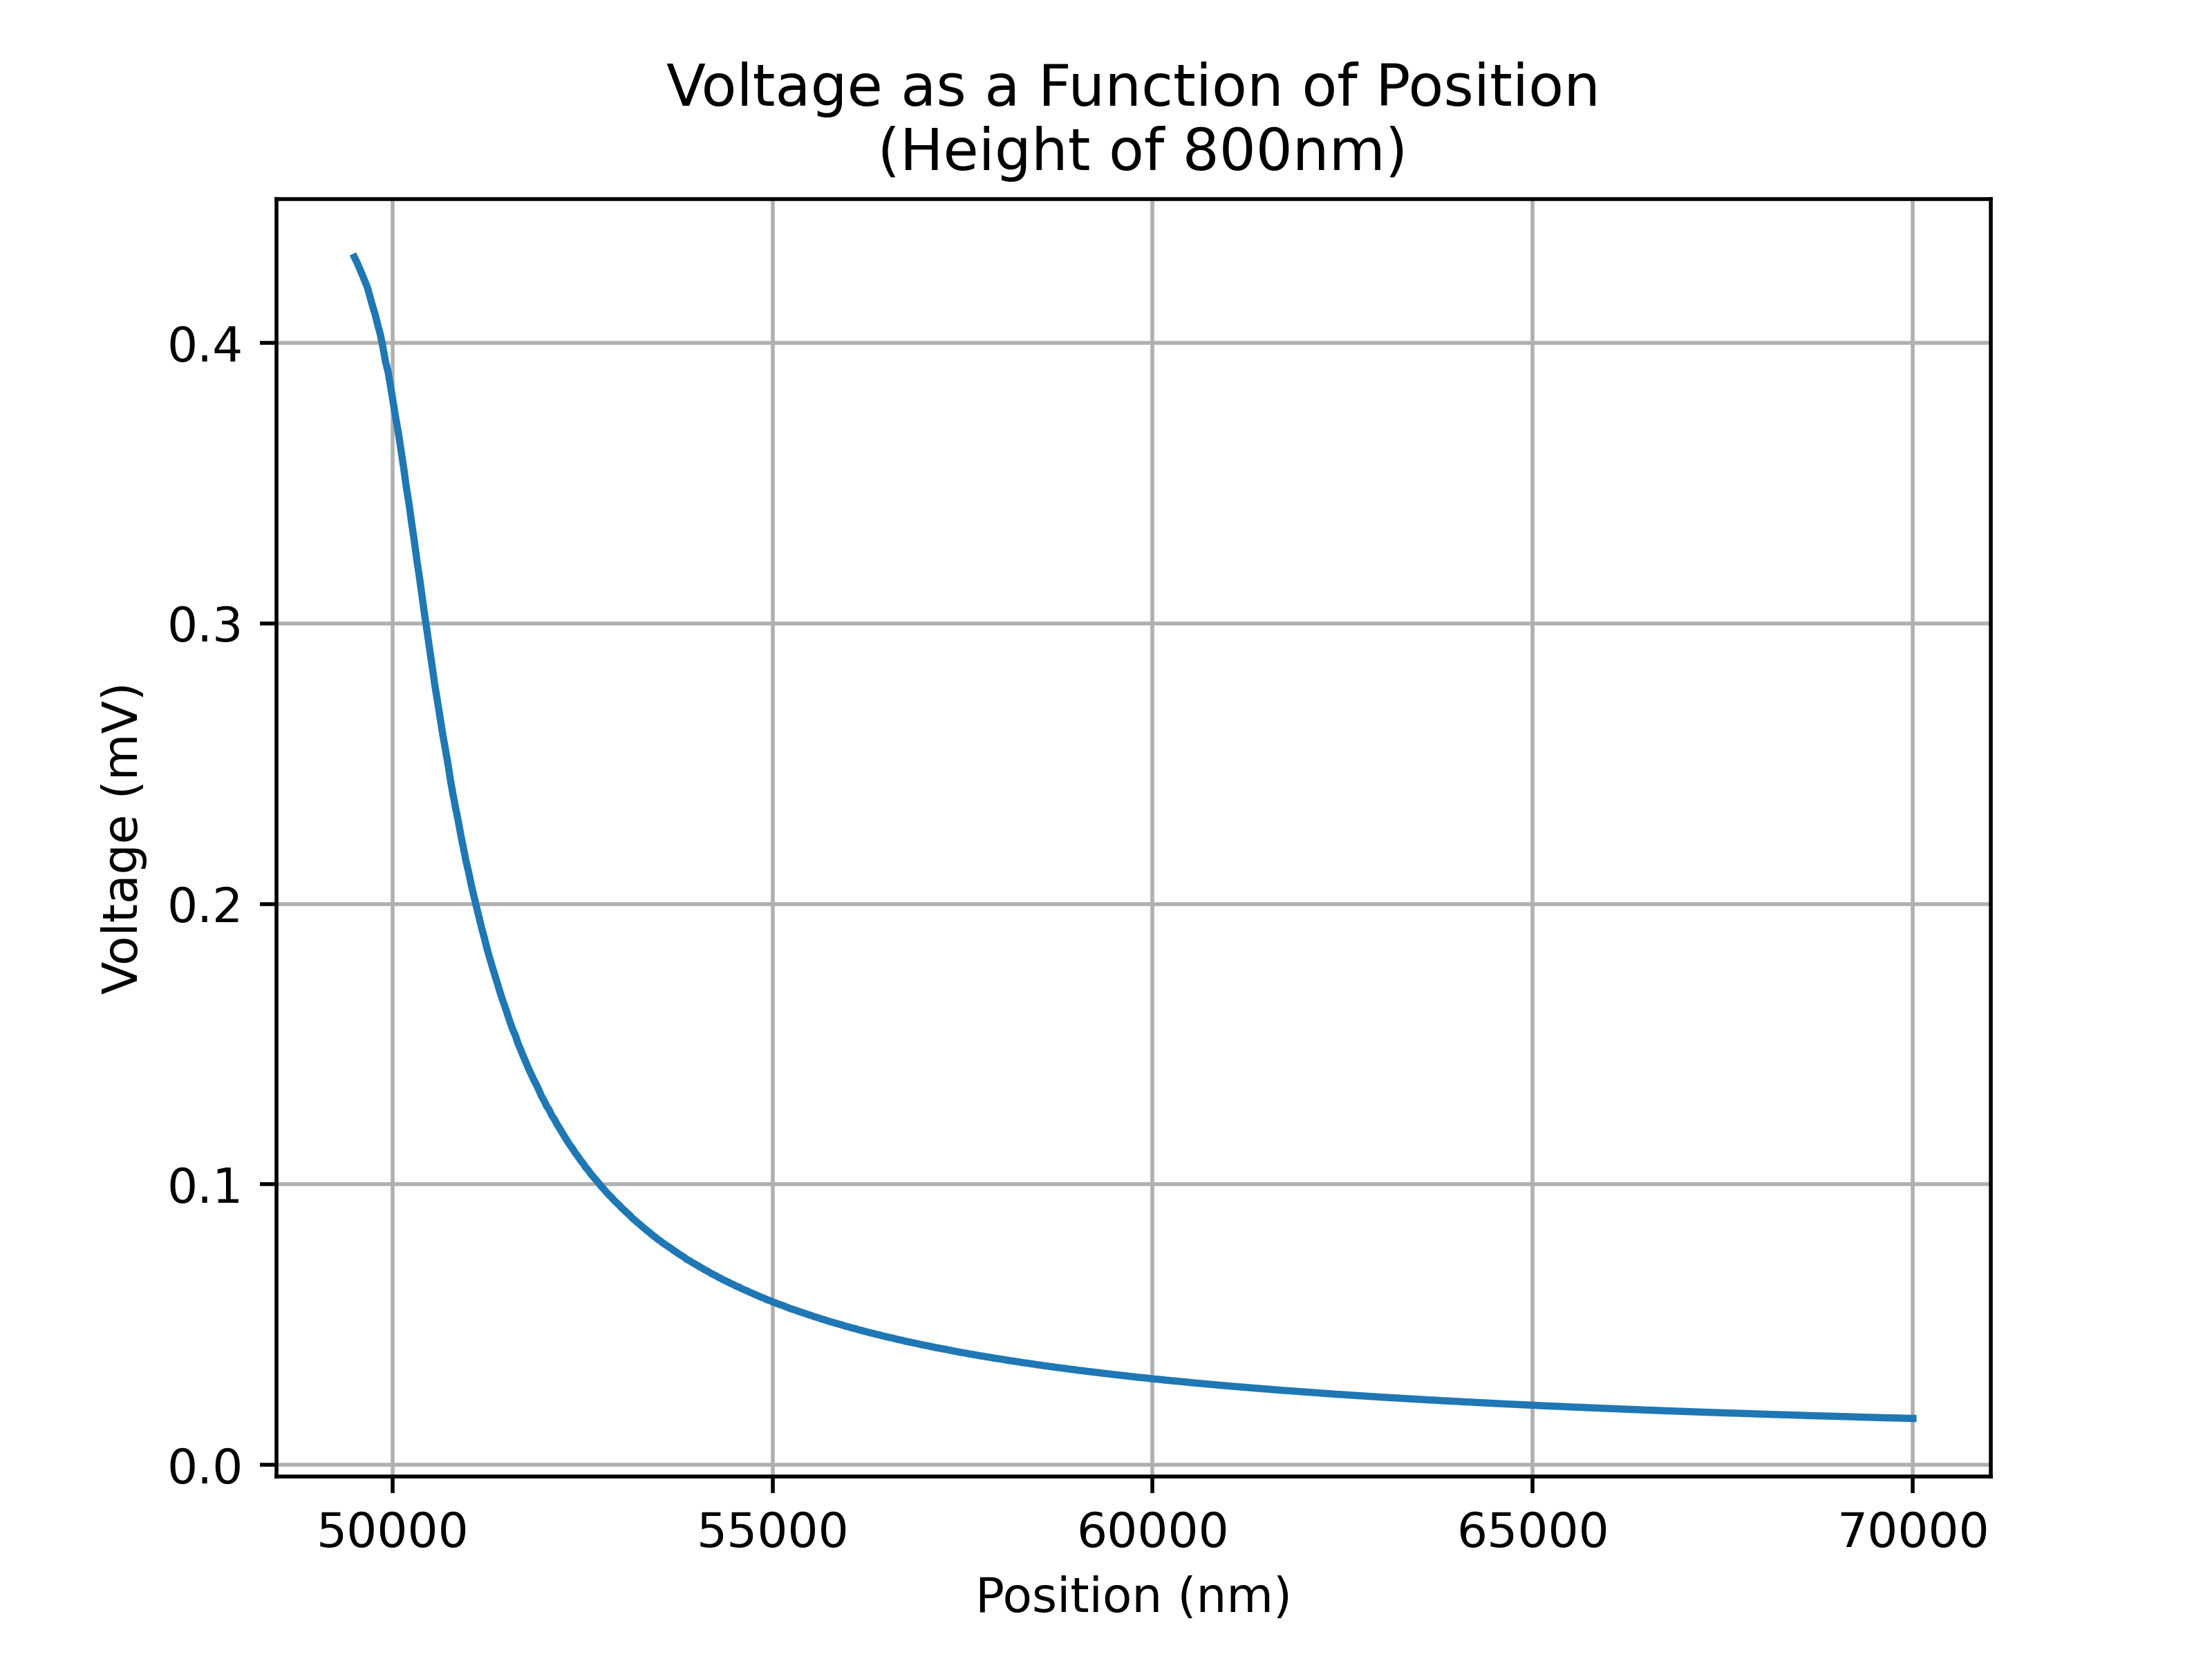 Voltage as a Function of Position
(Height of 800nm)
Voltage (mV)
0.4
0.3
0.2
0.1
0.0
50000 55000 60000 65000 70000
Position (nm)